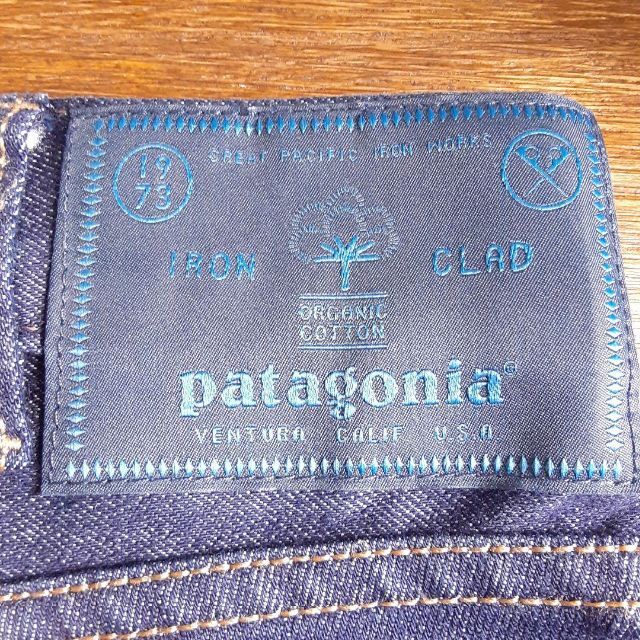 19
73
GREAT PACIFIC IRON WORKS
IRON CLAD
ORGANIC
COTTON
patagonia®
VENTURA CALIF U.S.A.